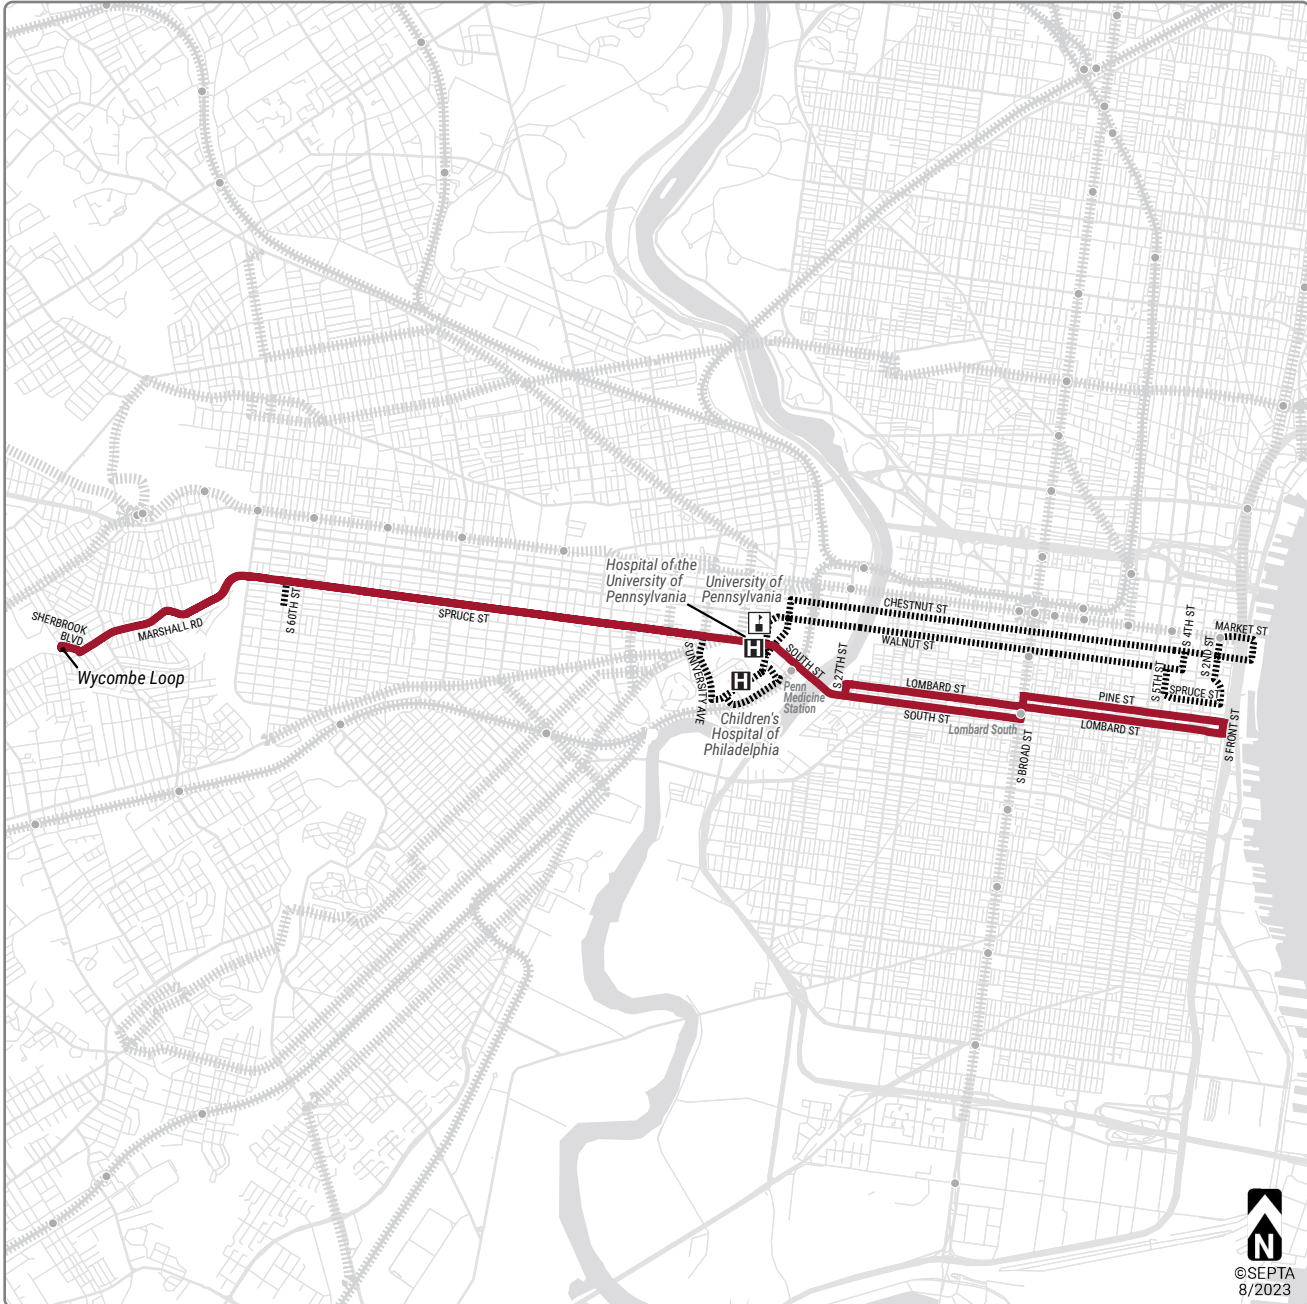 Hospital of the
University of
Pennsylvania
University of
Pennsylvania
CHESTNUT ST
S 4TH ST
MARKET ST
S 60TH ST
SPRUCE ST
SHERBROOK
BLVD
MARSHALL RD
WALNUT ST
S 2ND ST
S UNIVERSITY AVE
SOUTH ST
S 27TH ST
S 5TH ST
SPRUCE ST
Wycombe Loop
H
H
Penn
Medicine
Station
LOMBARD ST
PINE ST
SOUTH ST
LOMBARD ST
Lombard South
S BROAD ST
S FRONT ST
Children's
Hospital of
Philadelphia
N
©SEPTA
8/2023